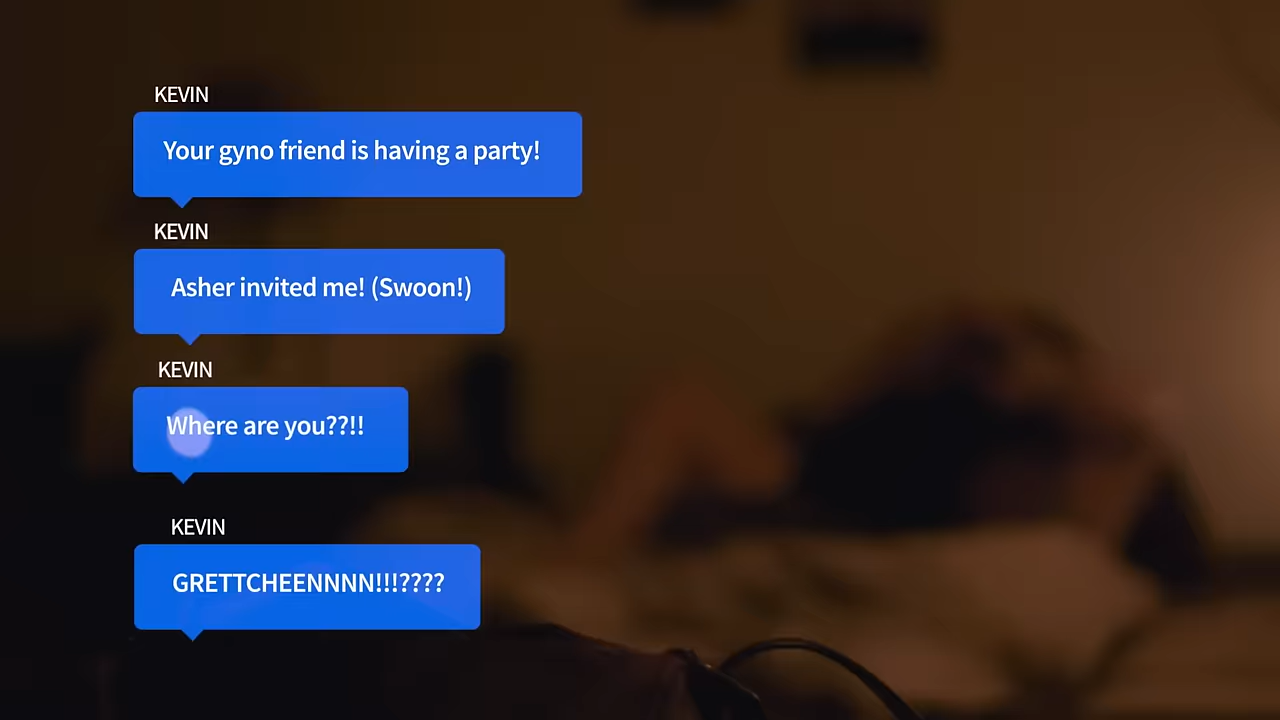 KEVIN
Your gyno friend is having a party!
KEVIN
Asher invited me! (Swoon!)
KEVIN
Where are you??!!
KEVIN
GRETTCHEENNNN!!!????